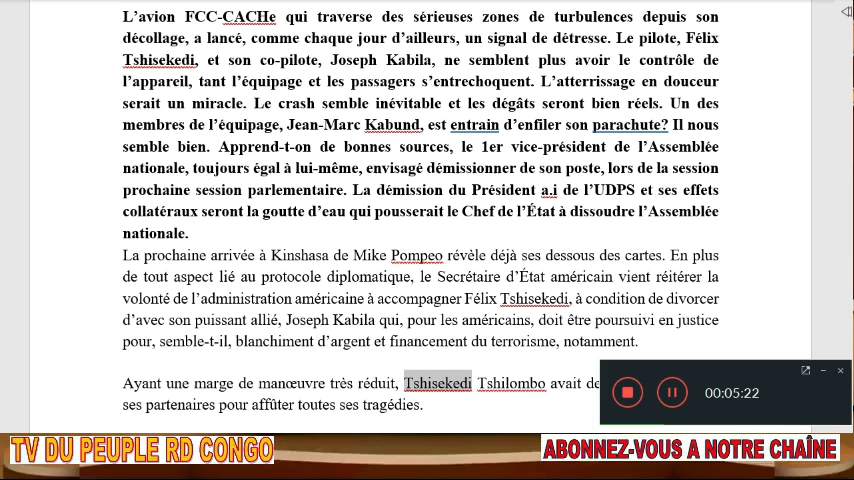 L’avion FCC-CACHe qui traverse des sérieuses zones de turbulences depuis son
décollage, a lancé, comme chaque jour d’ailleurs, un signal de détresse. Le pilote, Félix
Tshisekedi, et son co-pilote, Joseph Kabila, ne semblent plus avoir le contrôle de
l’appareil, tant l’équipage et les passagers s’entrechoquent. L’atterrissage en douceur
serait un miracle. Le crash semble inévitable et les dégâts seront bien réels. Un des
membres de l’équipage, Jean-Marc Kabund, est entrain d’enfiler son parachute? Il nous
semble bien. Apprend-t-on de bonnes sources, le 1er vice-président de l’Assemblée
nationale, toujours égal à lui-même, envisagé démissionner de son poste, lors de la session
prochaine session parlementaire. La démission du Président a.i de l’UDPS et ses effets
collatéraux seront la goutte d’eau qui pousserait le Chef de l’État à dissoudre l’Assemblée
nationale.
La prochaine arrivée à Kinshasa de Mike Pompeo révèle déjà ses dessous des cartes. En plus
de tout aspect lié au protocole diplomatique, le Secrétaire d’État américain vient réitérer la
volonté de l’administration américaine à accompagner Félix Tshisekedi, à condition de divorcer
d’avec son puissant allié, Joseph Kabila qui, pour les américains, doit être poursuivi en justice
pour, semble-t-il, blanchiment d’argent et financement du terrorisme, notamment.
Ayant une marge de manœuvre très réduit, Tshisekedi Tshilombo avait de
ses partenaires pour affûter toutes ses tragédies.
00:05:22
TV DU PEUPLE RD CONGO
ABONNEZ-VOUS A NOTRE CHAÎNE